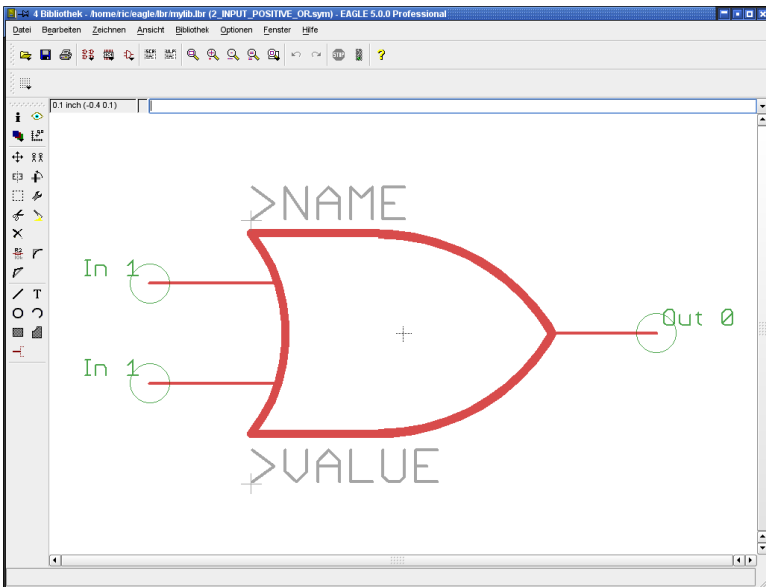 4 Bibliothek - /home/ric/eagle/lbr/mylib.lbr (2_INPUT_POSITIVE_OR.sym) - EAGLE 5.0.0 Professional
Datei Bearbeiten Zeichnen Ansicht Bibliothek Optionen Fenster Hilfe
0.1 inch (-0.4 0.1)
>NAME
In 1
Out 0
In 1
>VALUE